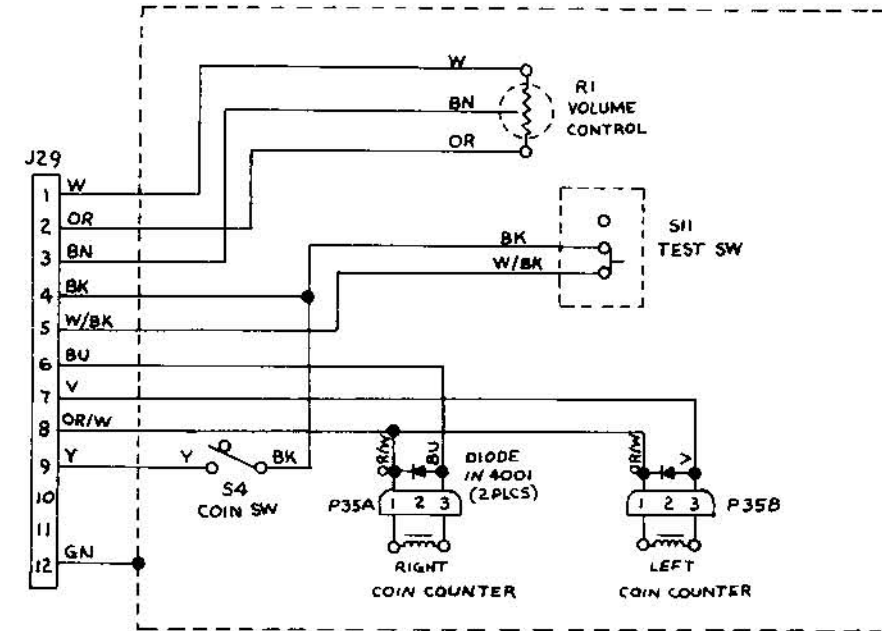 W
R1
VOLUME
CONTROL
BN
OR
J29
1 W
2 OR
3 BN
4 BK
5 W/BK
6 BU
7 V
8 OR/W
9 Y
10
11
12 GN
S11
TEST SW
BK
W/BK
Y
BK
S4
COIN SW
OR/W
BU
DIODE
IN 4001
(2 PLCS)
OR/W
V
P35A
1 2 3
1 2 3
P35B
RIGHT
COIN COUNTER
LEFT
COIN COUNTER